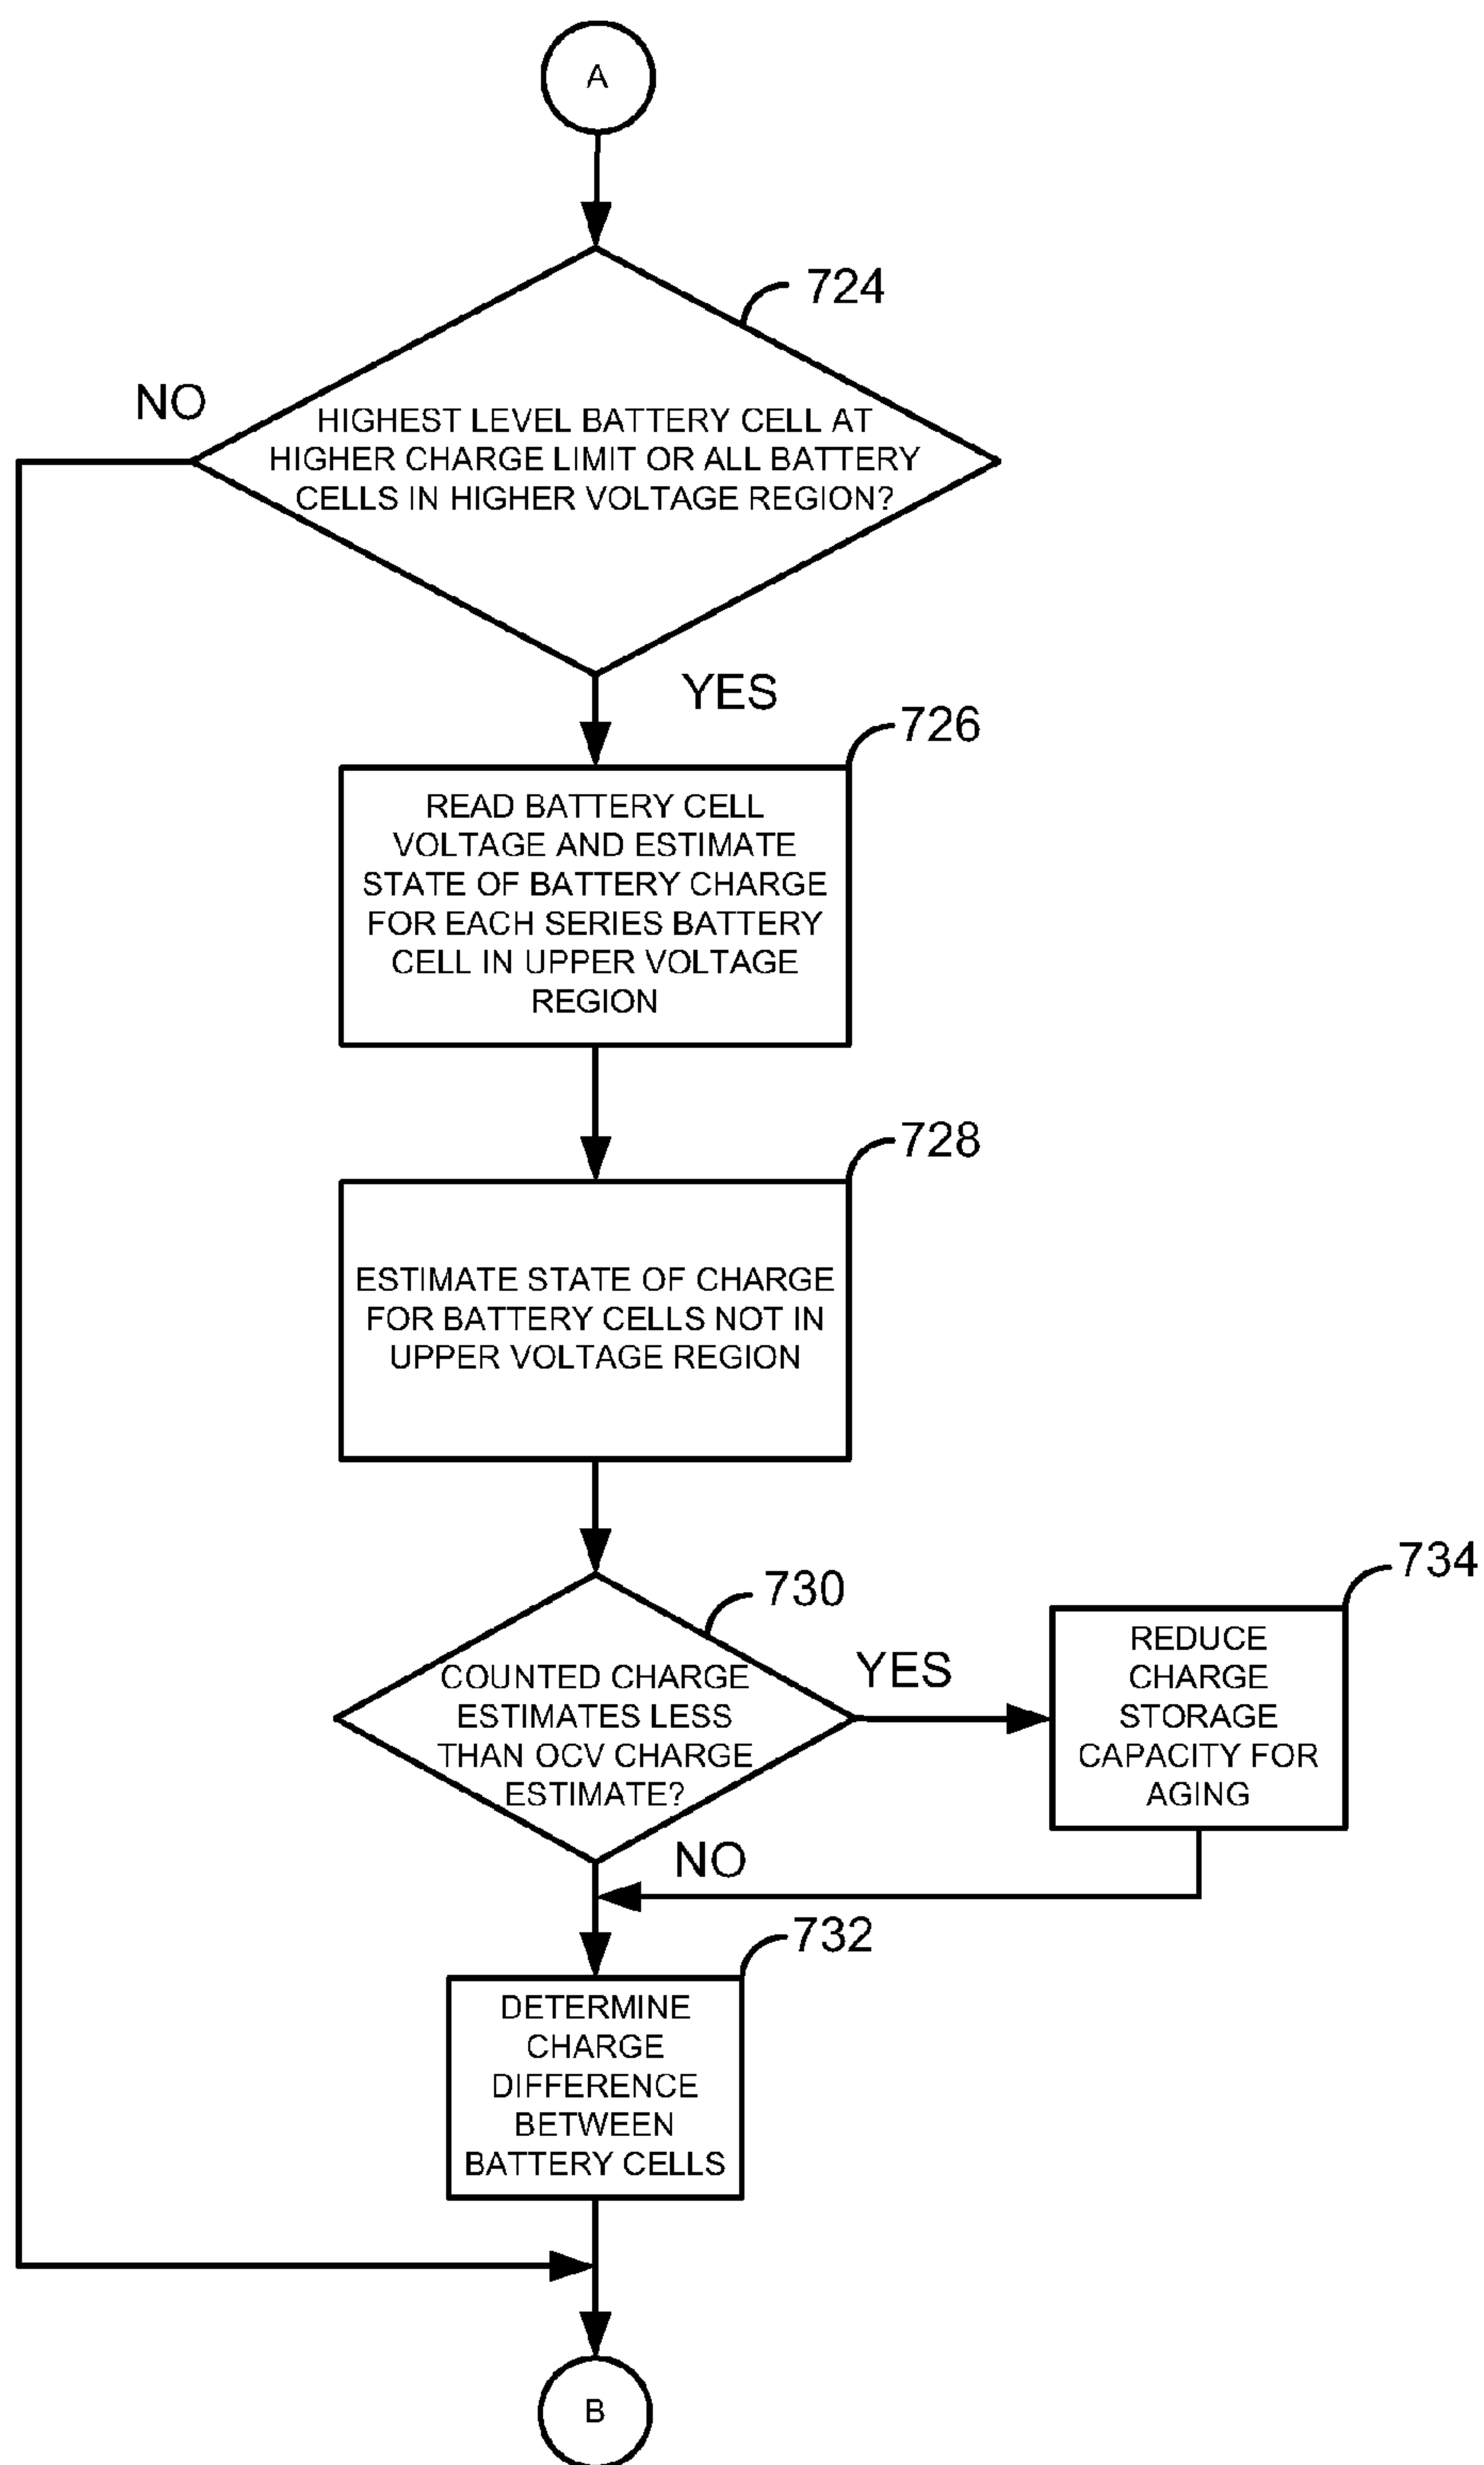 A
724
NO
HIGHEST LEVEL BATTERY CELL AT
HIGHER CHARGE LIMIT OR ALL BATTERY
CELLS IN HIGHER VOLTAGE REGION?
YES
726
READ BATTERY CELL
VOLTAGE AND ESTIMATE
STATE OF BATTERY CHARGE
FOR EACH SERIES BATTERY
CELL IN UPPER VOLTAGE
REGION
728
ESTIMATE STATE OF CHARGE
FOR BATTERY CELLS NOT IN
UPPER VOLTAGE REGION
730
COUNTED CHARGE
ESTIMATES LESS
THAN OCV CHARGE
ESTIMATE?
YES
734
REDUCE
CHARGE
STORAGE
CAPACITY FOR
AGING
NO
732
DETERMINE
CHARGE
DIFFERENCE
BETWEEN
BATTERY CELLS
B